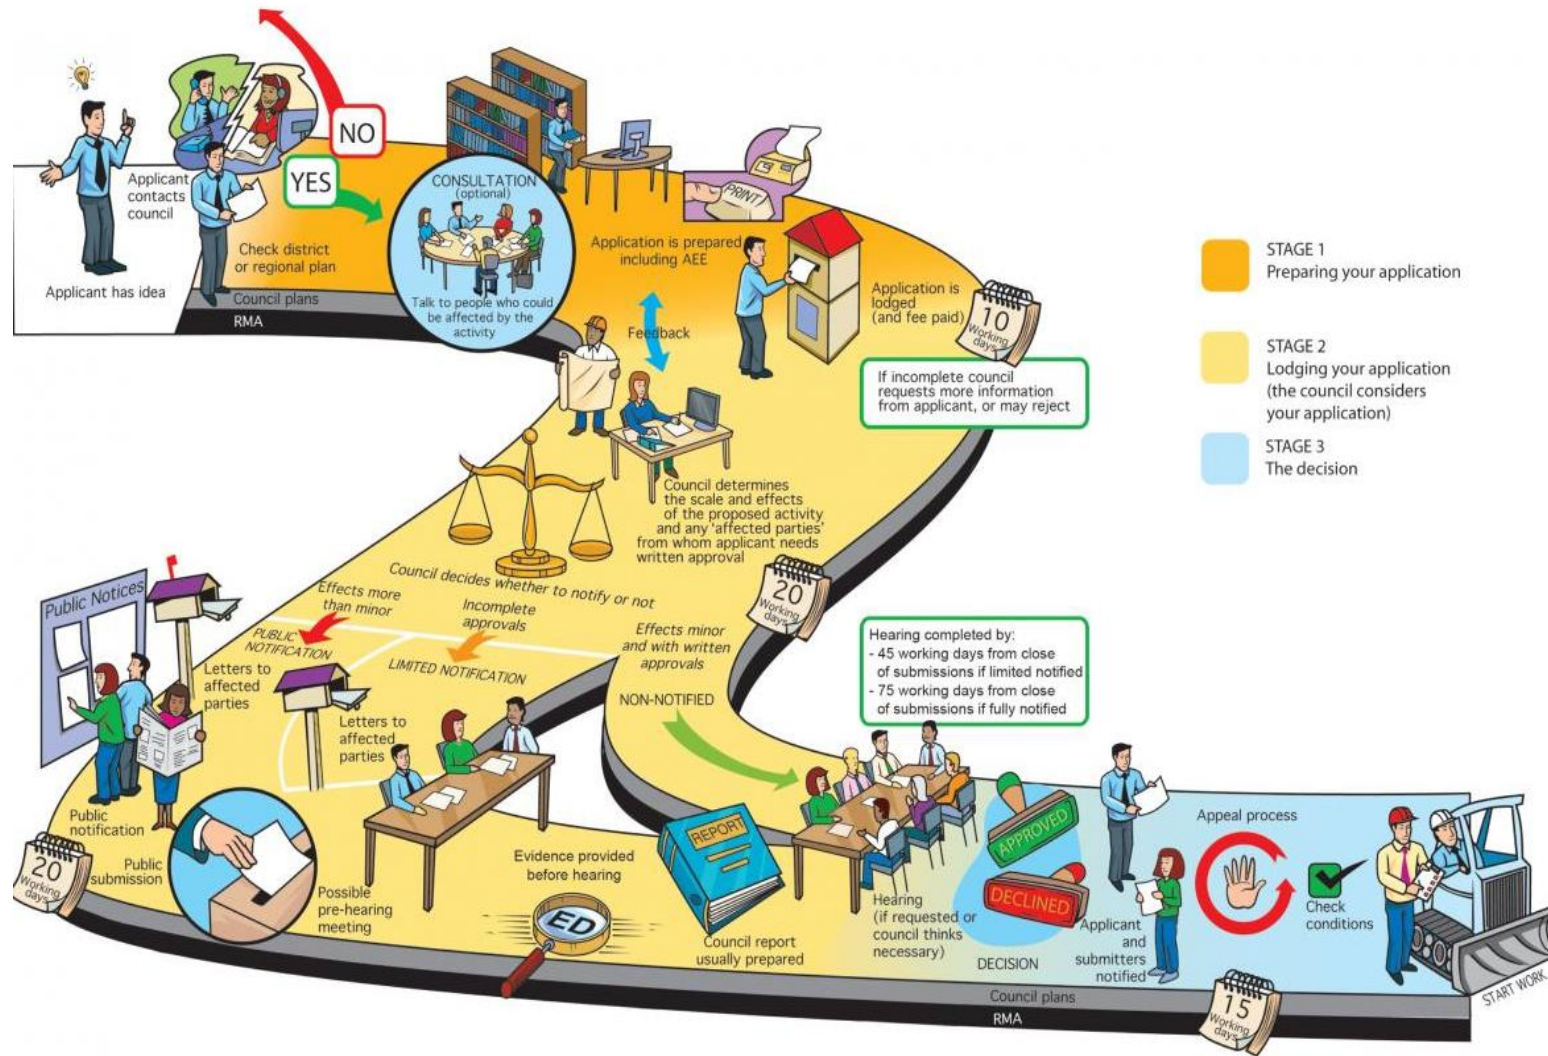 NO
YES
Applicant
contacts
council
Applicant has idea
Check district
or regional plan
Council plans
RMA
CONSULTATION
(optional)
Talk to people who could
be affected by the
activity
PRINT
Application is prepared
including AEE
Feedback
Application is
lodged
(and fee paid)
10
Working
days
If incomplete council
requests more information
from applicant, or may reject
STAGE 1
Preparing your application
STAGE 2
Lodging your application
(the council considers
your application)
STAGE 3
The decision
Council determines
the scale and effects
of the proposed activity
and any 'affected parties'
from whom applicant needs
written approval
20
Working
days
Council decides whether to notify or not
Effects more
than minor
PUBLIC
NOTIFICATION
Incomplete
approvals
LIMITED NOTIFICATION
Effects minor
and with written
approvals
NON-NOTIFIED
Public Notices
Letters to
affected
parties
Letters to
affected
parties
Public
notification
20
Working
days
Public
submission
Possible
pre-hearing
meeting
Evidence provided
before hearing
ED
REPORT
Council report
usually prepared
Hearing completed by:
- 45 working days from close
of submissions if limited notified
- 75 working days from close
of submissions if fully notified
Hearing
(if requested or
council thinks
necessary)
APPROVED
DECLINED
DECISION
Applicant
and
submitters
notified
Appeal process
Check
conditions
START WORK
Council plans
RMA
15
Working
days